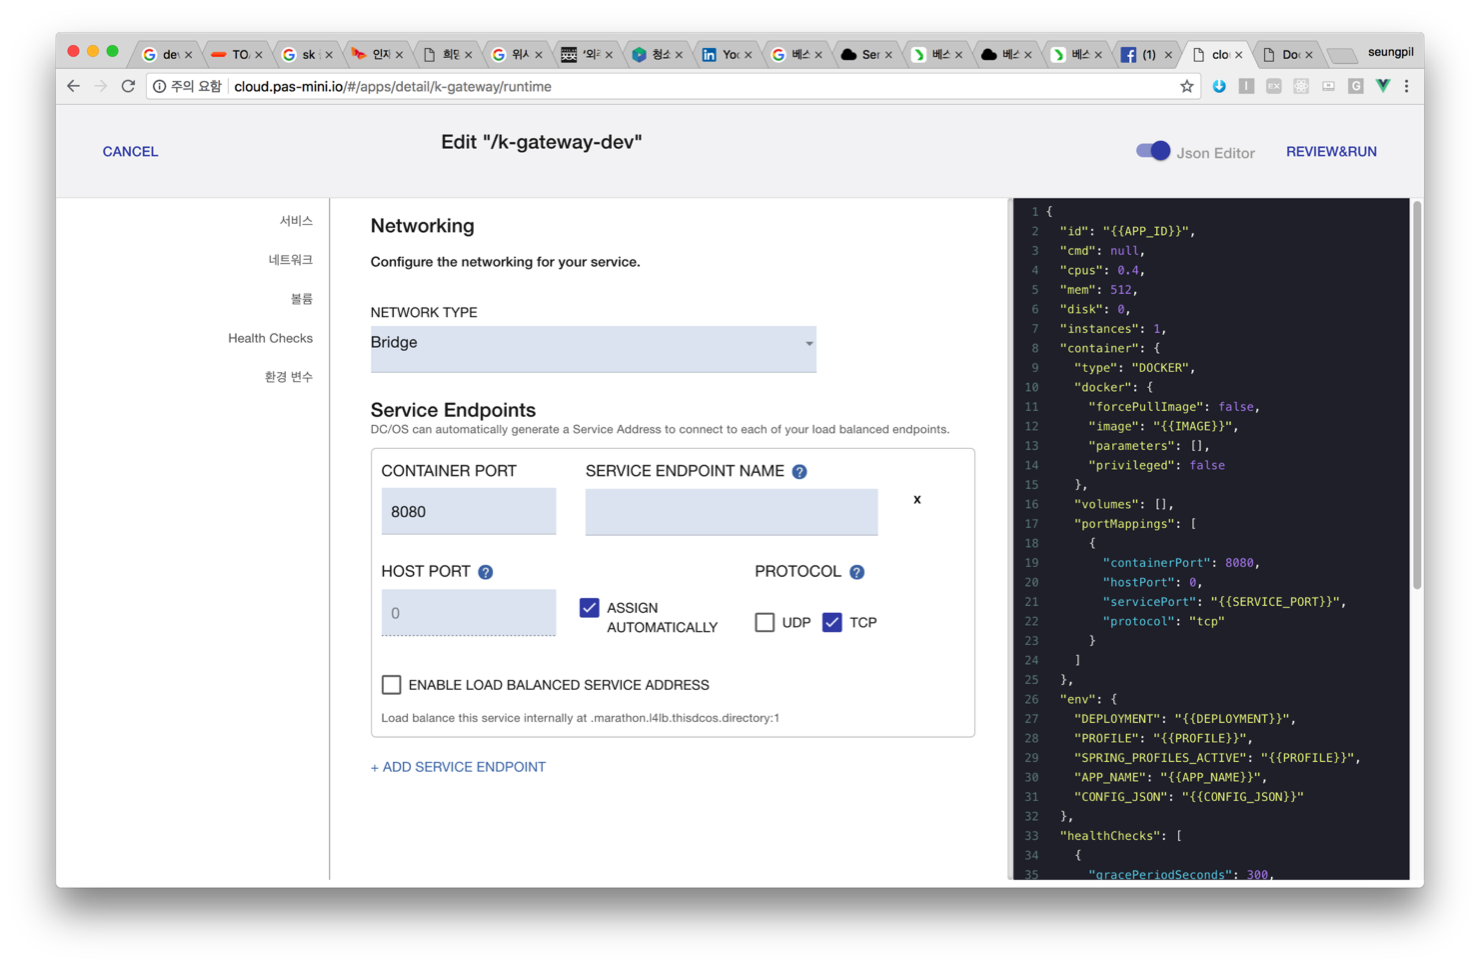 dev
TO
sk
인자
희망
위시
'외
청소
in Yoo
베스
Ser
베스
베스
베스
(1)
clo
Do
seungpil
주의 요함
cloud.pas-mini.io/#/apps/detail/k-gateway/runtime
CANCEL
Edit "/k-gateway-dev"
Json Editor
REVIEW&RUN
서비스
네트워크
볼륨
Health Checks
환경 변수
Networking
Configure the networking for your service.
NETWORK TYPE
Bridge
Service Endpoints
DC/OS can automatically generate a Service Address to connect to each of your load balanced endpoints.
CONTAINER PORT
SERVICE ENDPOINT NAME ?
8080
x
HOST PORT ?
PROTOCOL ?
0
ASSIGN
AUTOMATICALLY
UDP
TCP
ENABLE LOAD BALANCED SERVICE ADDRESS
Load balance this service internally at .marathon.l4lb.thisdcos.directory:1
+ ADD SERVICE ENDPOINT
1 {
2 "id": "{{APP_ID}}",
3 "cmd": null,
4 "cpus": 0.4,
5 "mem": 512,
6 "disk": 0,
7 "instances": 1,
8 "container": {
9 "type": "DOCKER",
10 "docker": {
11 "forcePullImage": false,
12 "image": "{{IMAGE}}",
13 "parameters": [],
14 "privileged": false
15 },
16 "volumes": [],
17 "portMappings": [
18 {
19 "containerPort": 8080,
20 "hostPort": 0,
21 "servicePort": "{{SERVICE_PORT}}",
22 "protocol": "tcp"
23 }
24 ]
25 },
26 "env": {
27 "DEPLOYMENT": "{{DEPLOYMENT}}",
28 "PROFILE": "{{PROFILE}}",
29 "SPRING_PROFILES_ACTIVE": "{{PROFILE}}",
30 "APP_NAME": "{{APP_NAME}}",
31 "CONFIG_JSON": "{{CONFIG_JSON}}"
32 },
33 "healthChecks": [
34 {
35 "gracePeriodSeconds": 300,